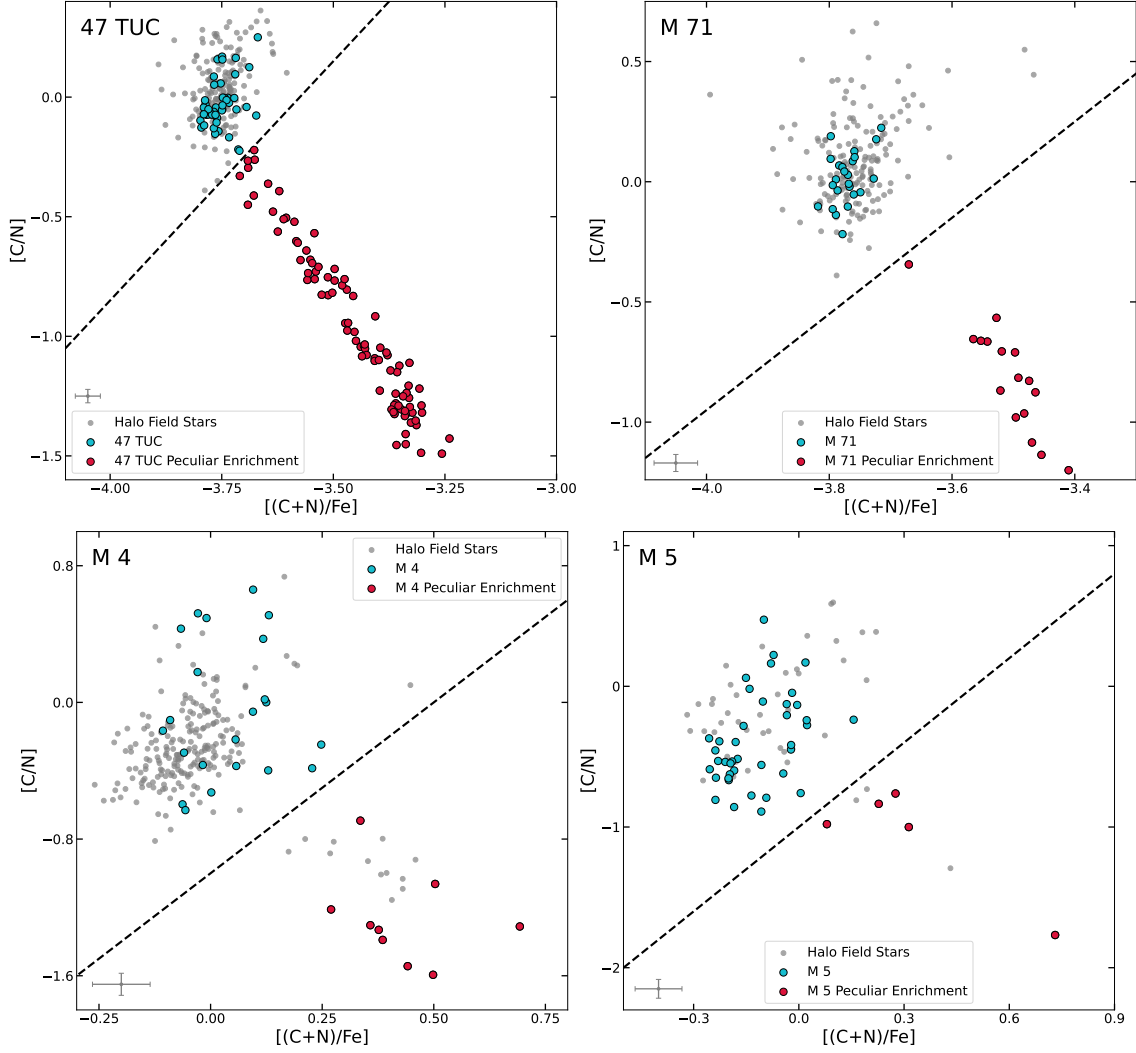 47 TUC
0.0
−0.5
−1.0
−1.5
[C/N]
−4.00
−3.75
−3.50
−3.25
−3.00
[(C+N)/Fe]
Halo Field Stars
47 TUC
47 TUC Peculiar Enrichment
M 71
0.5
0.0
−0.5
−1.0
[C/N]
−4.0
−3.8
−3.6
−3.4
[(C+N)/Fe]
Halo Field Stars
M 71
M 71 Peculiar Enrichment
M 4
0.8
0.0
−0.8
−1.6
[C/N]
−0.25
0.00
0.25
0.50
0.75
[(C+N)/Fe]
Halo Field Stars
M 4
M 4 Peculiar Enrichment
M 5
1
0
−1
−2
[C/N]
−0.3
0.0
0.3
0.6
0.9
[(C+N)/Fe]
Halo Field Stars
M 5
M 5 Peculiar Enrichment